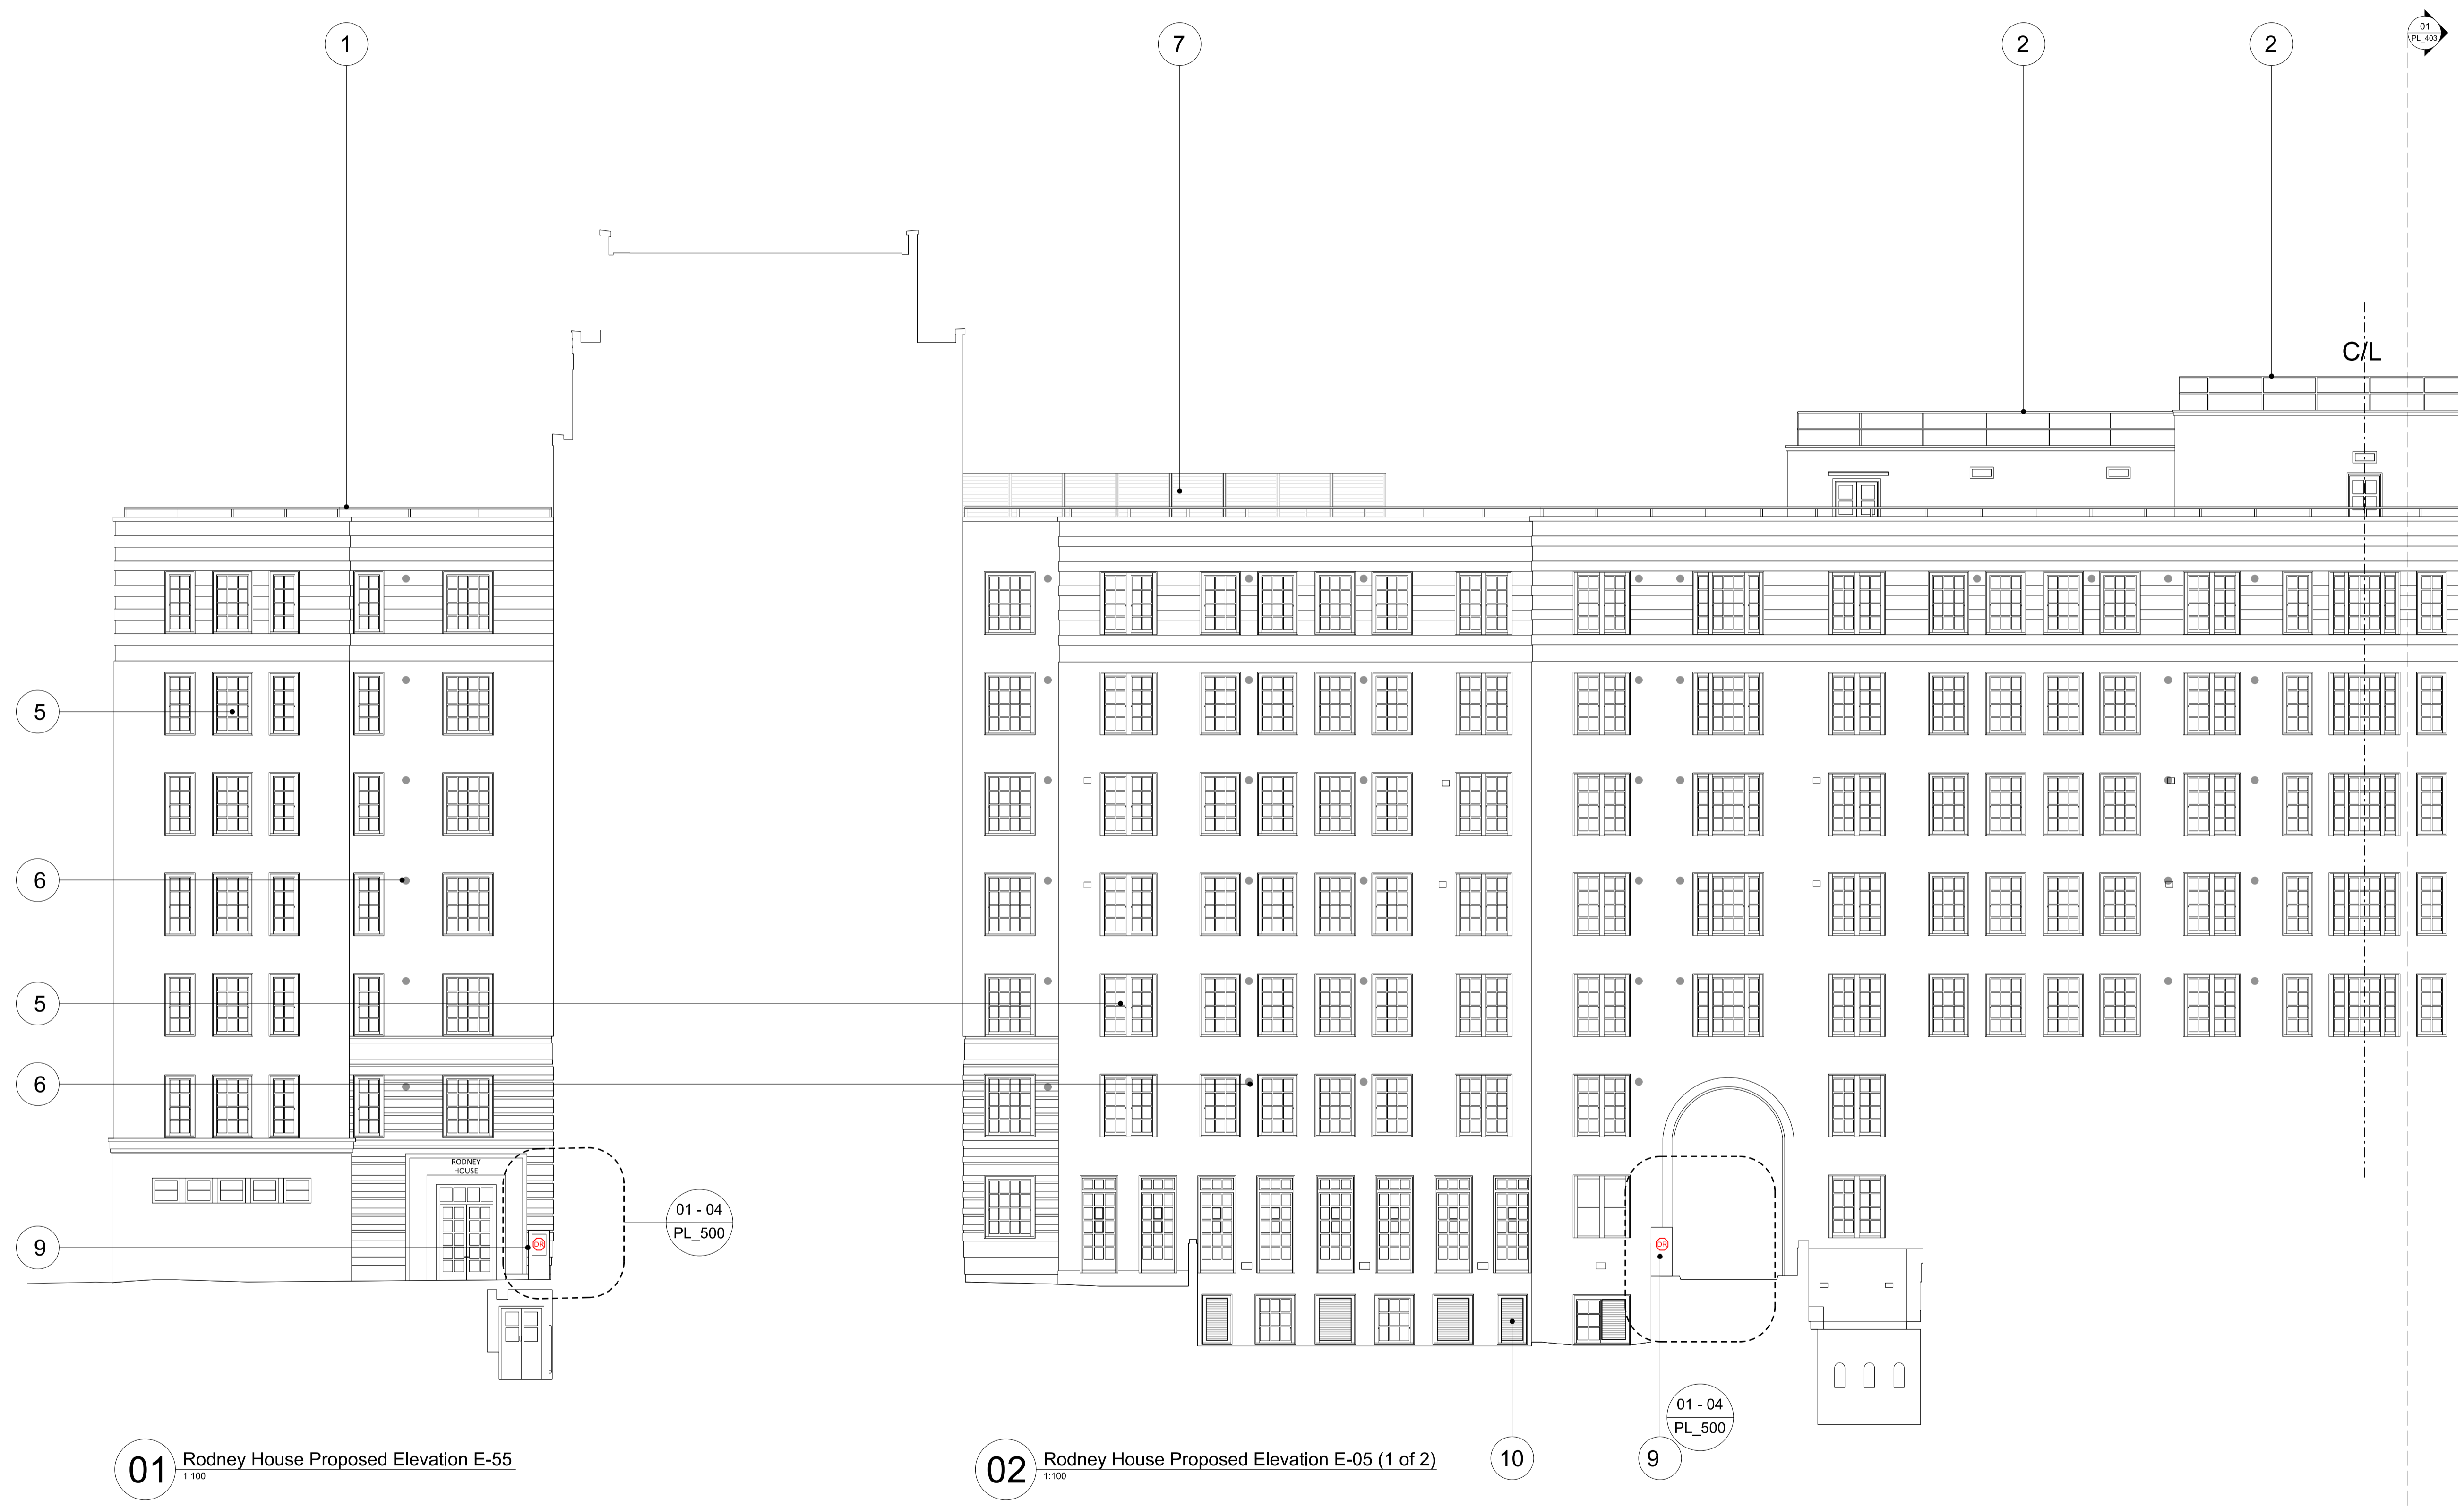 1
7
2
2
01
PL_403
C/L
5
6
5
6
9
RODNEY
HOUSE
DR
01 - 04
PL_500
DR
01 - 04
PL_500
10
9
01
Rodney House Proposed Elevation E-55
1:100
02
Rodney House Proposed Elevation E-05 (1 of 2)
1:100